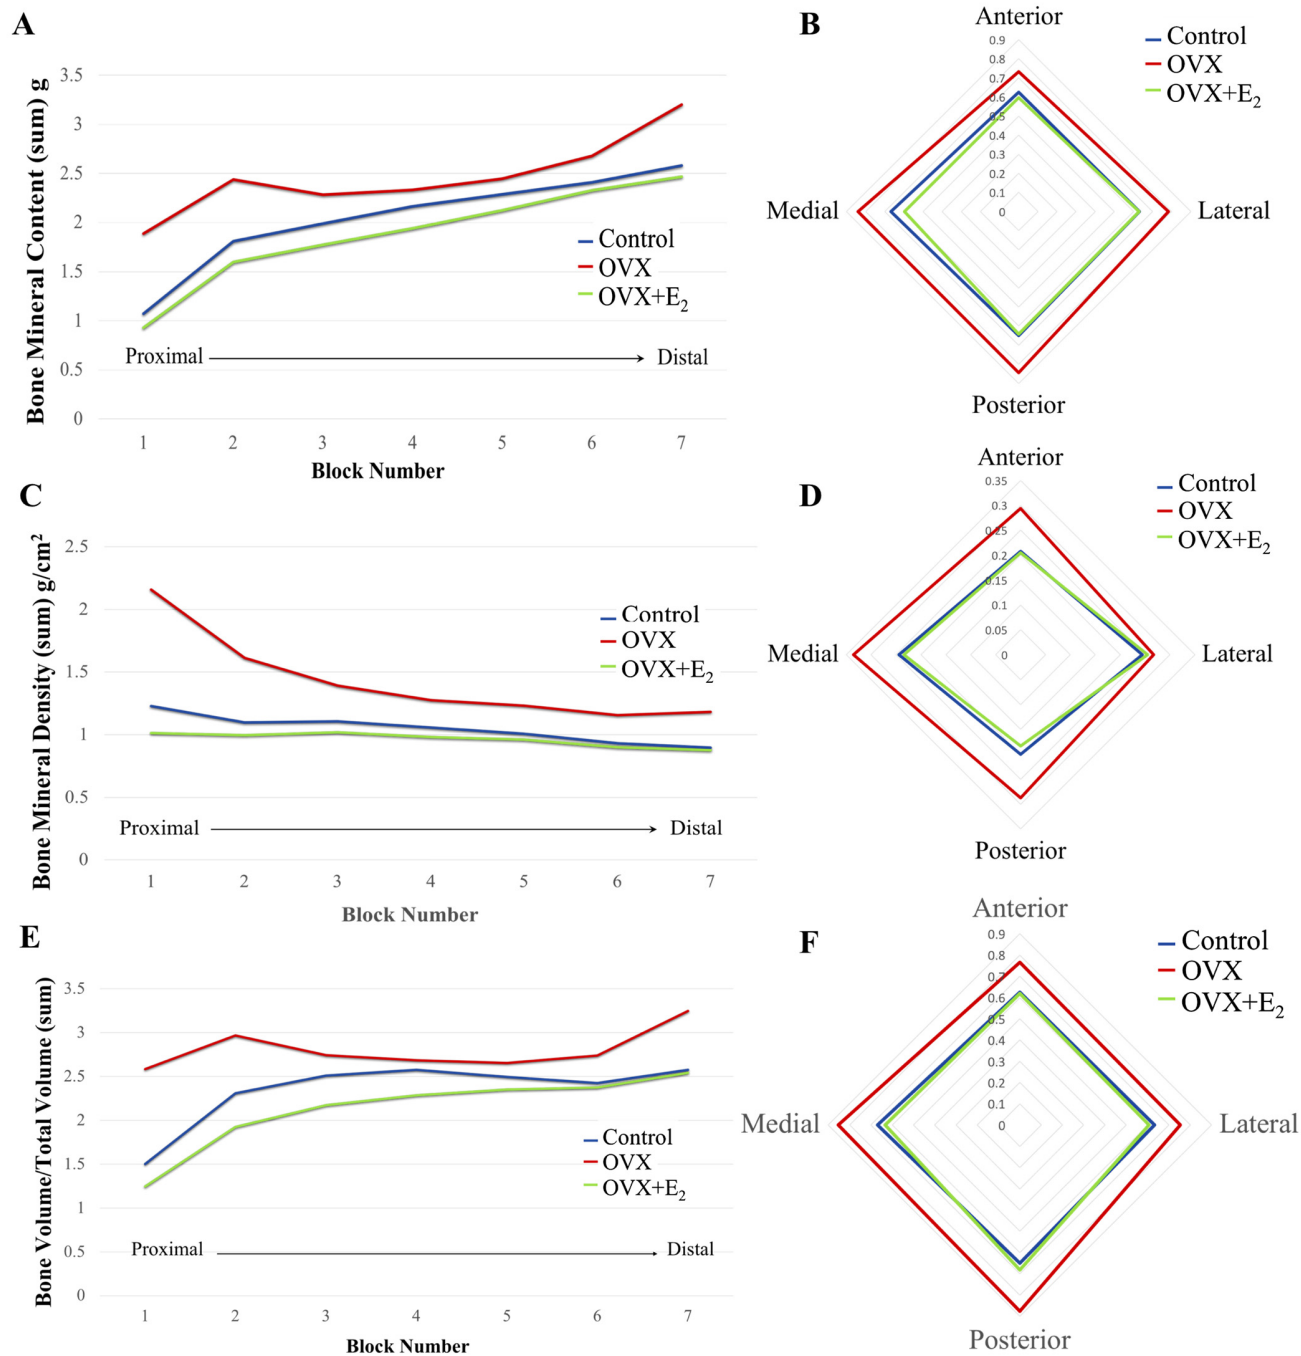 A
Bone Mineral Content (sum) g
3.5
3
2.5
2
1.5
1
0.5
0
Control
OVX
OVX+E₂
Proximal
Distal
1 2 3 4 5 6 7
Block Number
B
Anterior
Control
OVX
OVX+E₂
0.9
0.8
0.7
0.6
0.5
0.4
0.3
0.2
0.1
0
Medial
Lateral
Posterior
C
Bone Mineral Density (sum) g/cm²
2.5
2
1.5
1
0.5
0
Control
OVX
OVX+E₂
Proximal
Distal
1 2 3 4 5 6 7
Block Number
D
Anterior
Control
OVX
OVX+E₂
0.35
0.3
0.25
0.2
0.15
0.1
0.05
0
Medial
Lateral
Posterior
E
Bone Volume/Total Volume (sum)
3.5
3
2.5
2
1.5
1
0.5
0
Control
OVX
OVX+E₂
Proximal
Distal
1 2 3 4 5 6 7
Block Number
F
Anterior
Control
OVX
OVX+E₂
0.9
0.8
0.7
0.6
0.5
0.4
0.3
0.2
0.1
0
Medial
Lateral
Posterior